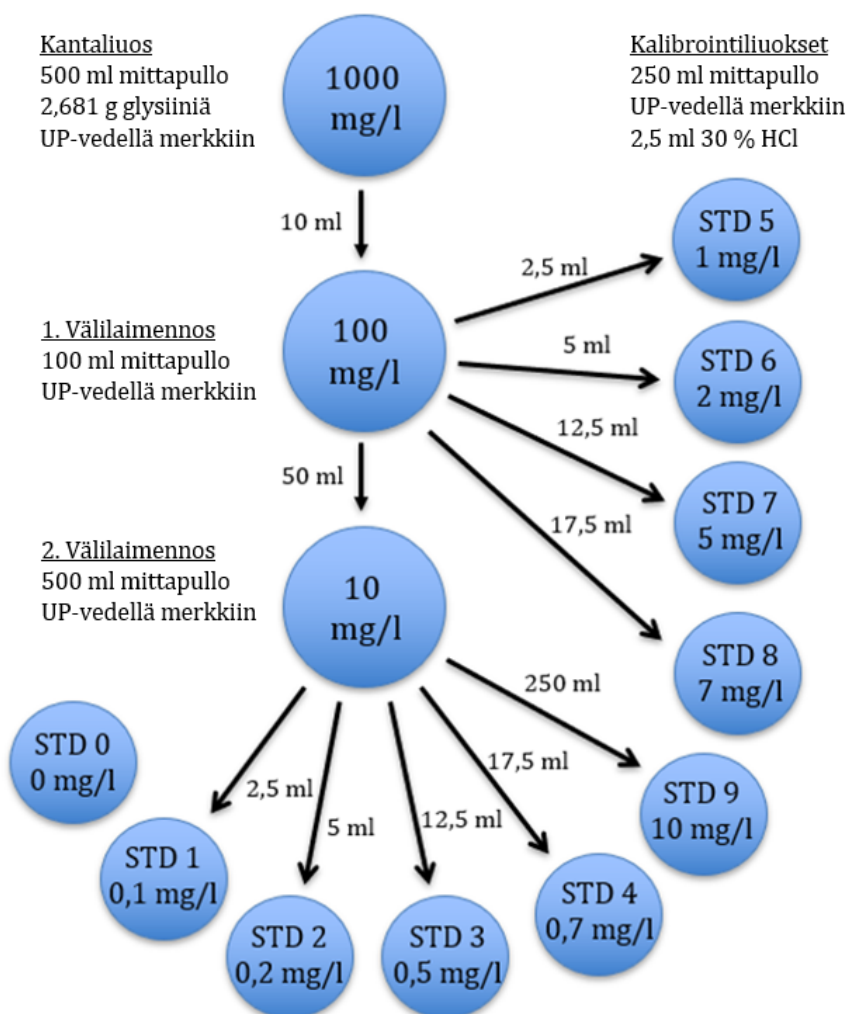 Kantaliuos
500 ml mittapullo
2,681 g glysiiniä
UP-vedellä merkkiin
1000
mg/l
Kalibrointiliuokset
250 ml mittapullo
UP-vedellä merkkiin
2,5 ml 30 % HCl
10 ml
STD 5
1 mg/l
2,5 ml
1. Välilaimennos
100 ml mittapullo
UP-vedellä merkkiin
100
mg/l
5 ml
STD 6
2 mg/l
12,5 ml
50 ml
STD 7
5 mg/l
17,5 ml
2. Välilaimennos
500 ml mittapullo
UP-vedellä merkkiin
10
mg/l
STD 8
7 mg/l
250 ml
STD 0
0 mg/l
2,5 ml
5 ml
12,5 ml
17,5 ml
STD 9
10 mg/l
STD 1
0,1 mg/l
STD 2
0,2 mg/l
STD 3
0,5 mg/l
STD 4
0,7 mg/l